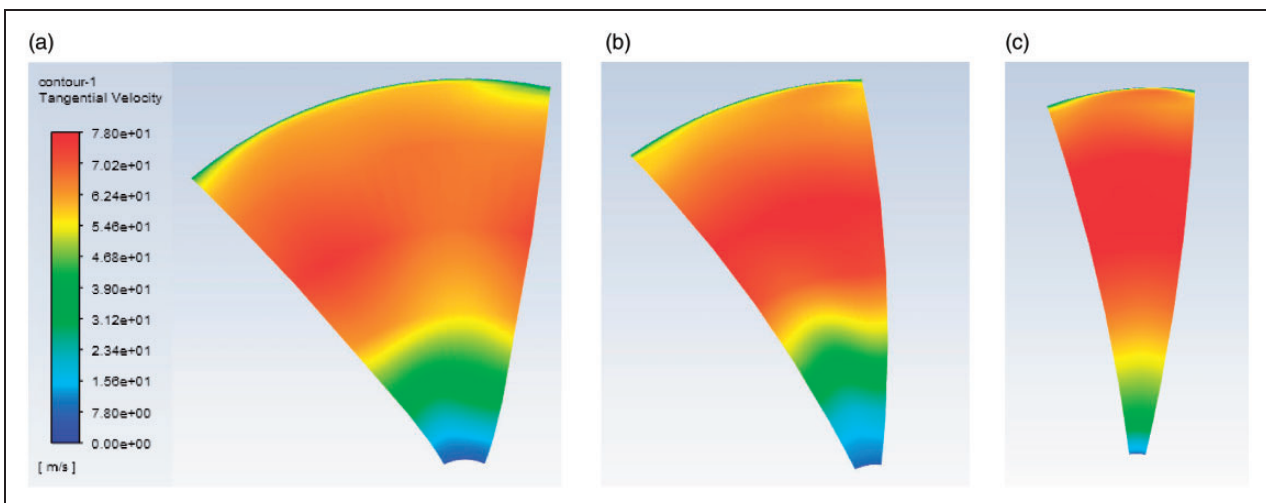 (a)
(b)
(c)
contour-1
Tangential Velocity
7.80e+01
7.02e+01
6.24e+01
5.46e+01
4.68e+01
3.90e+01
3.12e+01
2.34e+01
1.56e+01
7.80e+00
0.00e+00
[ m/s ]